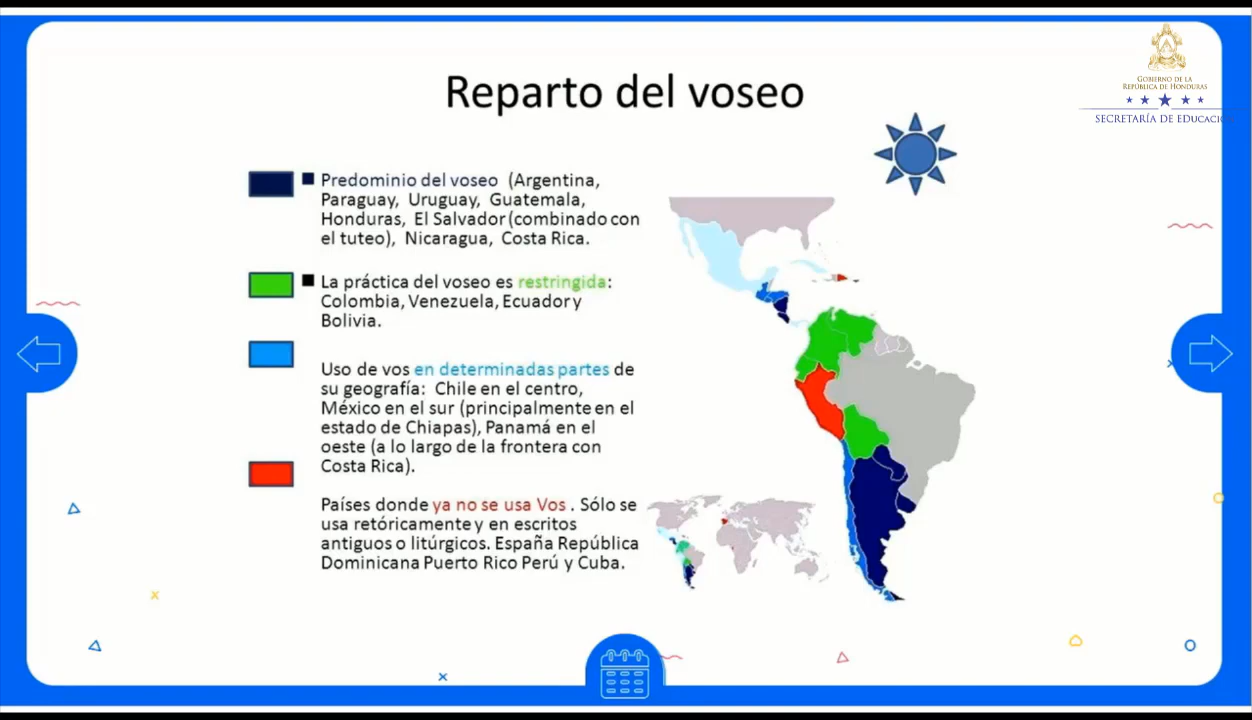 Reparto del voseo
GOBIERNO DE LA
REPÚBLICA DE HONDURAS
SECRETARÍA DE EDUCACIÓ
Predominio del voseo (Argentina,
Paraguay, Uruguay, Guatemala,
Honduras, El Salvador (combinado con
el tuteo), Nicaragua, Costa Rica.
La práctica del voseo es restringida:
Colombia, Venezuela, Ecuador y
Bolivia.
Uso de vos en determinadas partes de
su geografía: Chile en el centro,
México en el sur (principalmente en el
estado de Chiapas), Panamá en el
oeste (a lo largo de la frontera con
Costa Rica).
Países donde ya no se usa Vos . Sólo se
usa retóricamente y en escritos
antiguos o litúrgicos. España República
Dominicana Puerto Rico Perú y Cuba.